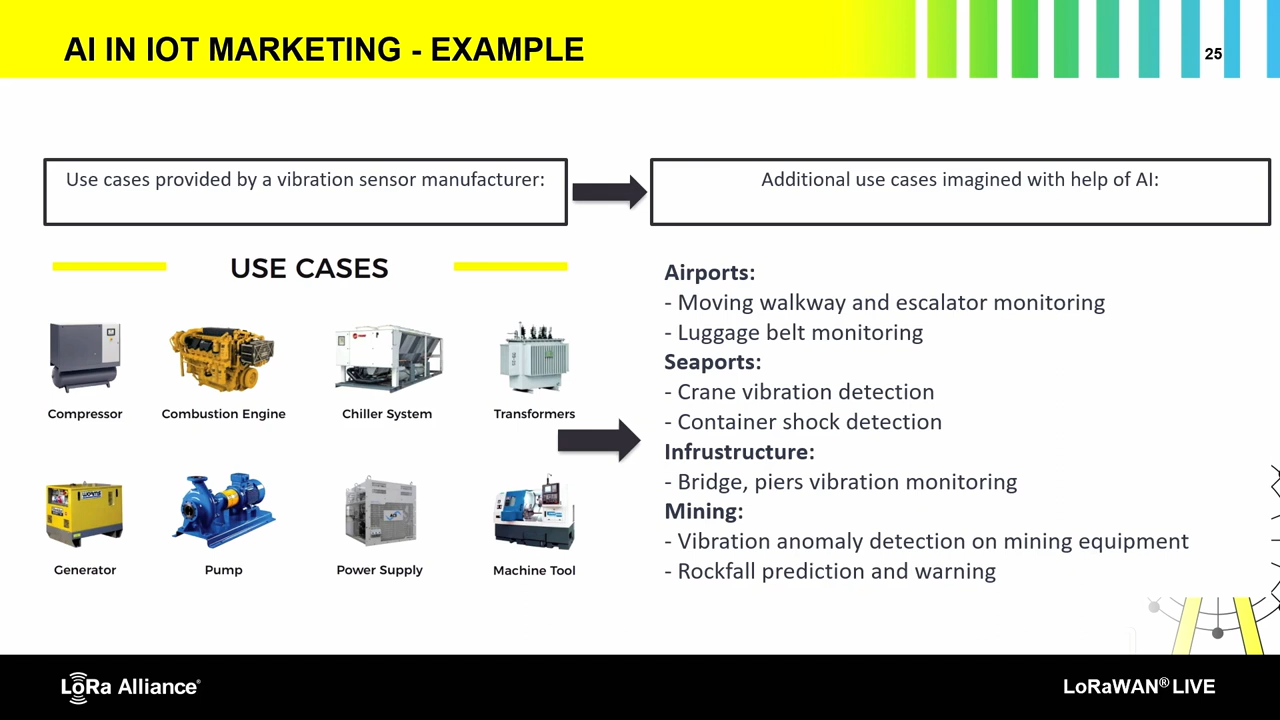 AI IN IOT MARKETING - EXAMPLE
25
Use cases provided by a vibration sensor manufacturer:
Additional use cases imagined with help of AI:
USE CASES
Compressor
Combustion Engine
Chiller System
Transformers
Generator
Pump
Power Supply
Machine Tool
Airports:
- Moving walkway and escalator monitoring
- Luggage belt monitoring
Seaports:
- Crane vibration detection
- Container shock detection
Infrustructure:
- Bridge, piers vibration monitoring
Mining:
- Vibration anomaly detection on mining equipment
- Rockfall prediction and warning
LoRa Alliance®
LoRaWAN® LIVE